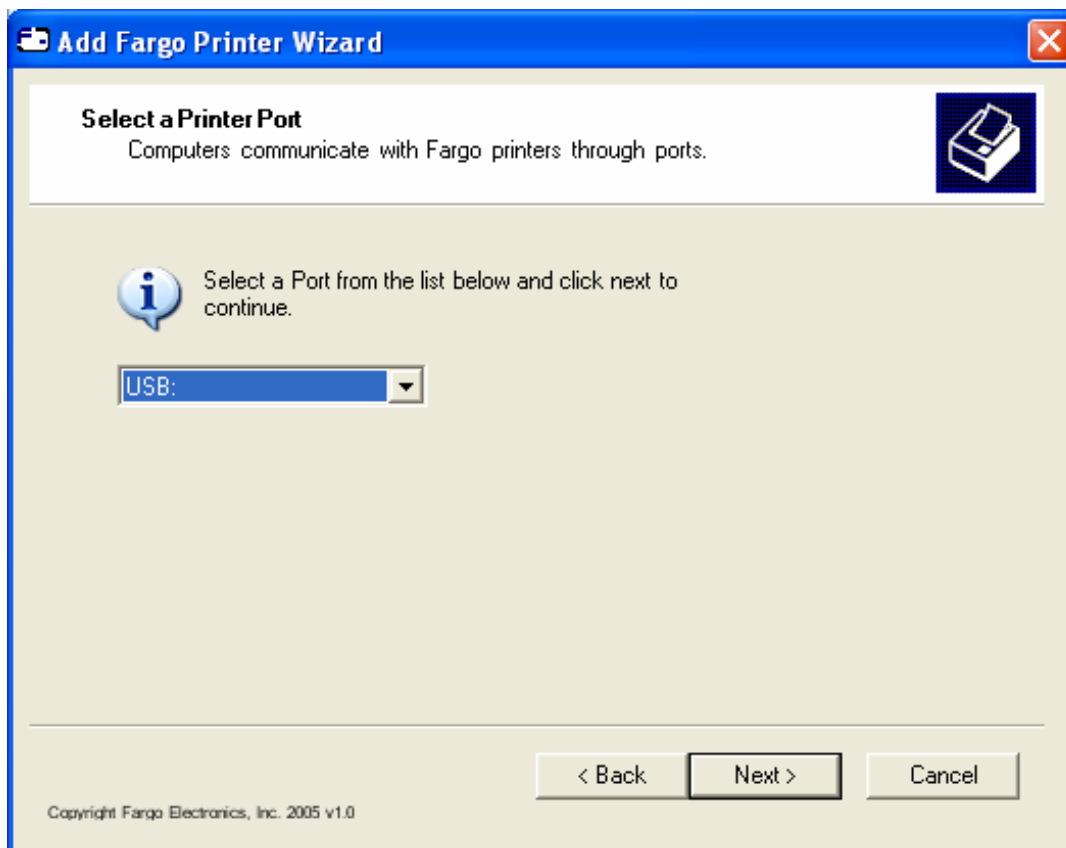 Add Fargo Printer Wizard
Select a Printer Port
Computers communicate with Fargo printers through ports.
Select a Port from the list below and click next to
continue.
USB:
< Back
Next >
Cancel
Copyright Fargo Electronics, Inc. 2005 v1.0